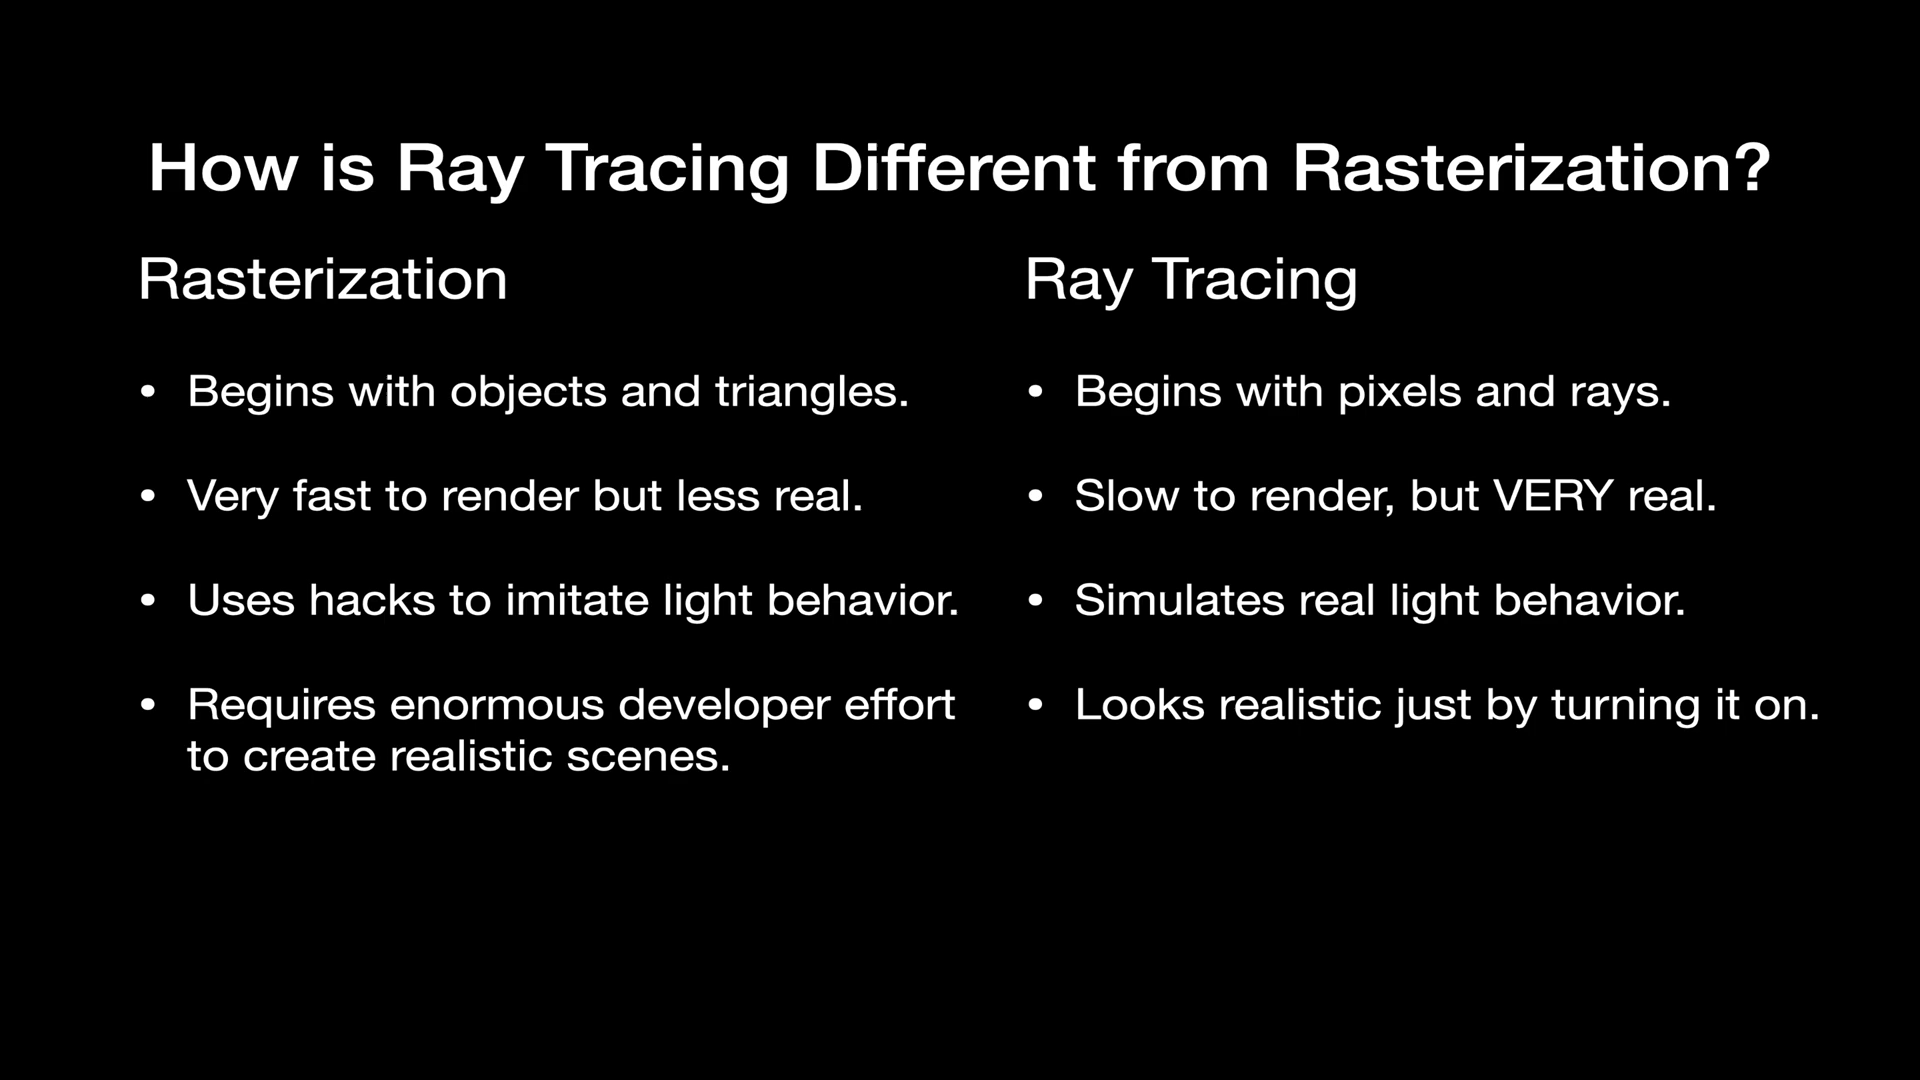 How is Ray Tracing Different from Rasterization?
Rasterization
• Begins with objects and triangles.
• Very fast to render but less real.
• Uses hacks to imitate light behavior.
• Requires enormous developer effort
to create realistic scenes.
Ray Tracing
• Begins with pixels and rays.
• Slow to render, but VERY real.
• Simulates real light behavior.
• Looks realistic just by turning it on.